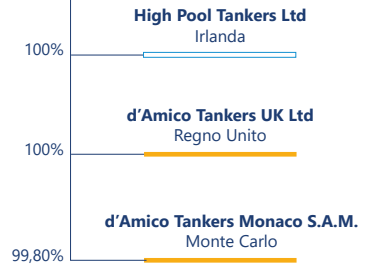 High Pool Tankers Ltd
Irlanda
100%
d'Amico Tankers UK Ltd
Regno Unito
100%
d'Amico Tankers Monaco S.A.M.
Monte Carlo
99,80%